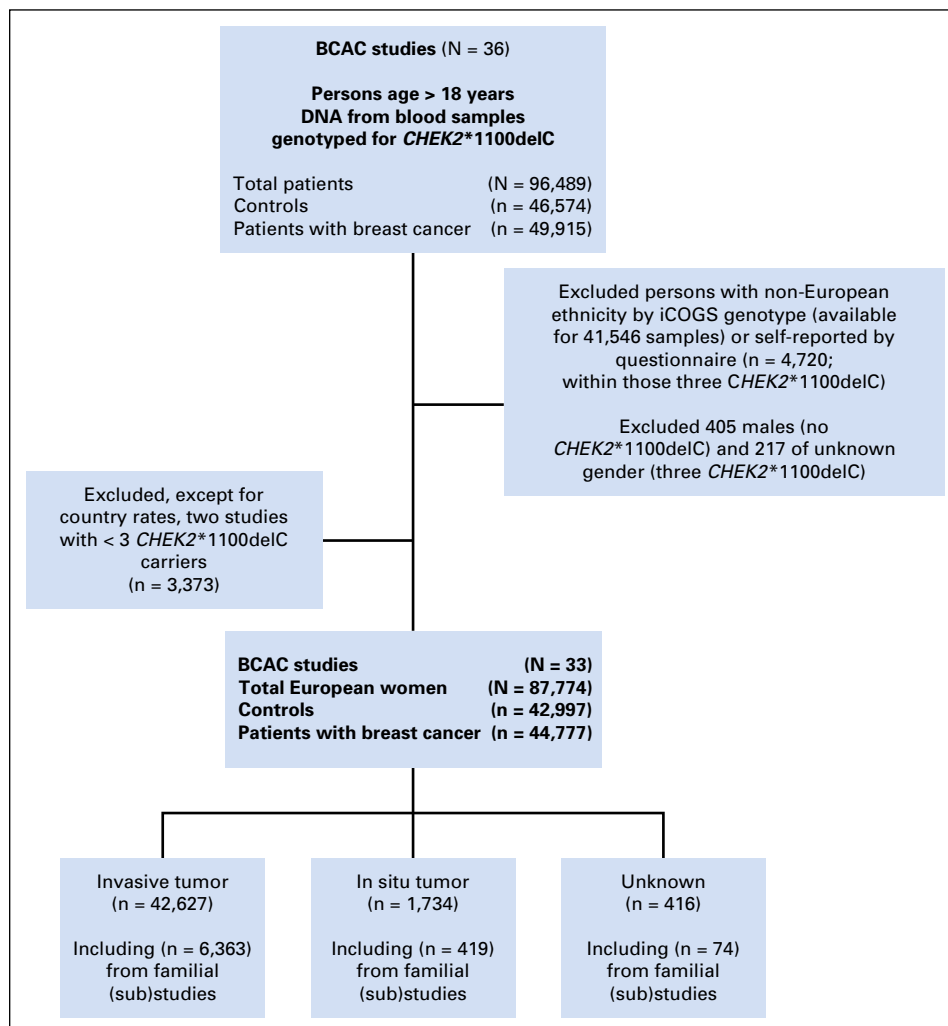 BCAC studies (N = 36)
Persons age > 18 years
DNA from blood samples
genotyped for CHEK2*1100delC
Total patients (N = 96,489)
Controls (n = 46,574)
Patients with breast cancer (n = 49,915)
Excluded persons with non-European
ethnicity by iCOGS genotype (available
for 41,546 samples) or self-reported by
questionnaire (n = 4,720;
within those three CHEK2*1100delC)
Excluded 405 males (no
CHEK2*1100delC) and 217 of unknown
gender (three CHEK2*1100delC)
Excluded, except for
country rates, two studies
with < 3 CHEK2*1100delC
carriers
(n = 3,373)
BCAC studies (N = 33)
Total European women (N = 87,774)
Controls (n = 42,997)
Patients with breast cancer (n = 44,777)
Invasive tumor
(n = 42,627)
Including (n = 6,363)
from familial
(sub)studies
In situ tumor
(n = 1,734)
Including (n = 419)
from familial
(sub)studies
Unknown
(n = 416)
Including (n = 74)
from familial
(sub)studies